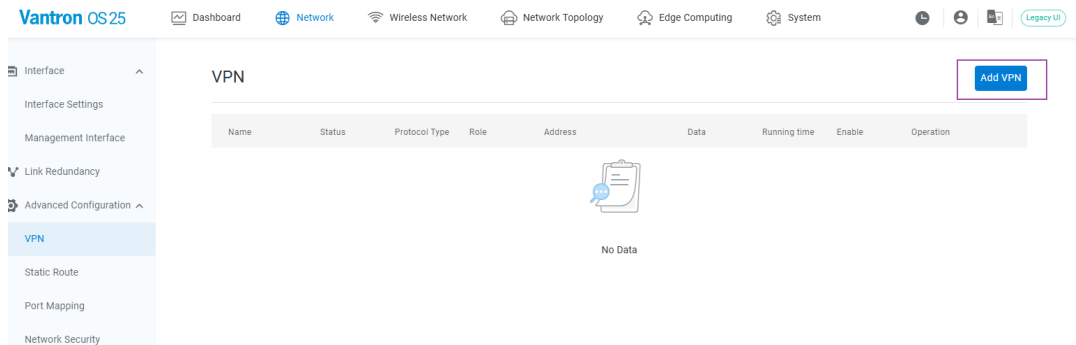 Vantron OS25
Dashboard
Network
Wireless Network
Network Topology
Edge Computing
System
Legacy UI
Interface
Interface Settings
Management Interface
Link Redundancy
Advanced Configuration
VPN
Static Route
Port Mapping
Network Security
VPN
Add VPN
Name Status Protocol Type Role Address Data Running time Enable Operation
No Data